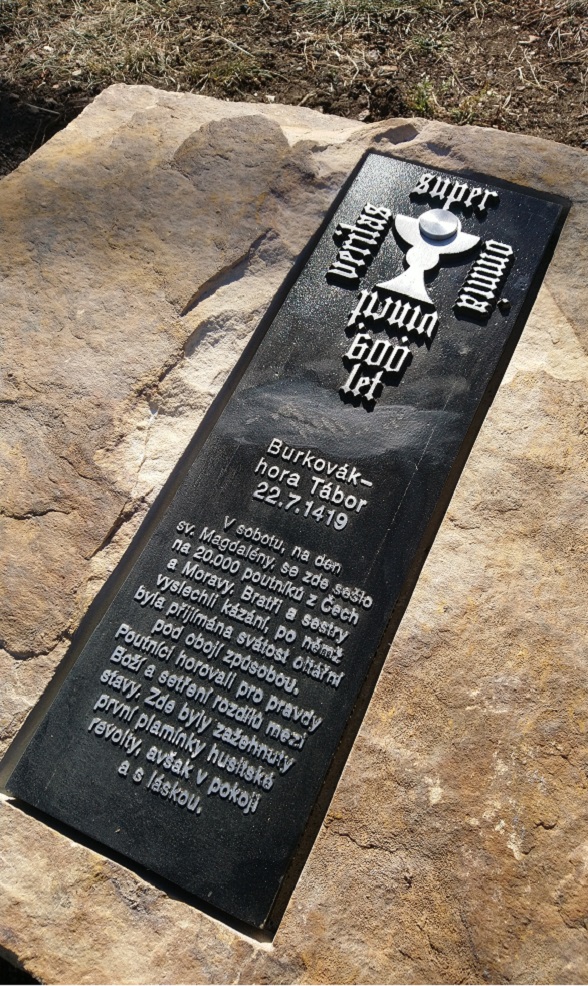 super
veritas
omnia
vincit
600
let
Burkovák–
hora Tábor
22.7.1419
V sobotu, na den
sv. Magdalény, se zde sešlo
na 20.000 poutníků z Čech
a Moravy. Bratři a sestry
vyslechli kázání, po němž
byla přijímána svátost oltářní
pod obojí způsobou.
Poutníci horovali pro pravdy
Boží a setření rozdílů mezi
stavy. Zde byly zažehnuty
první plamínky husitské
revolty, avšak v pokoji
a s láskou.